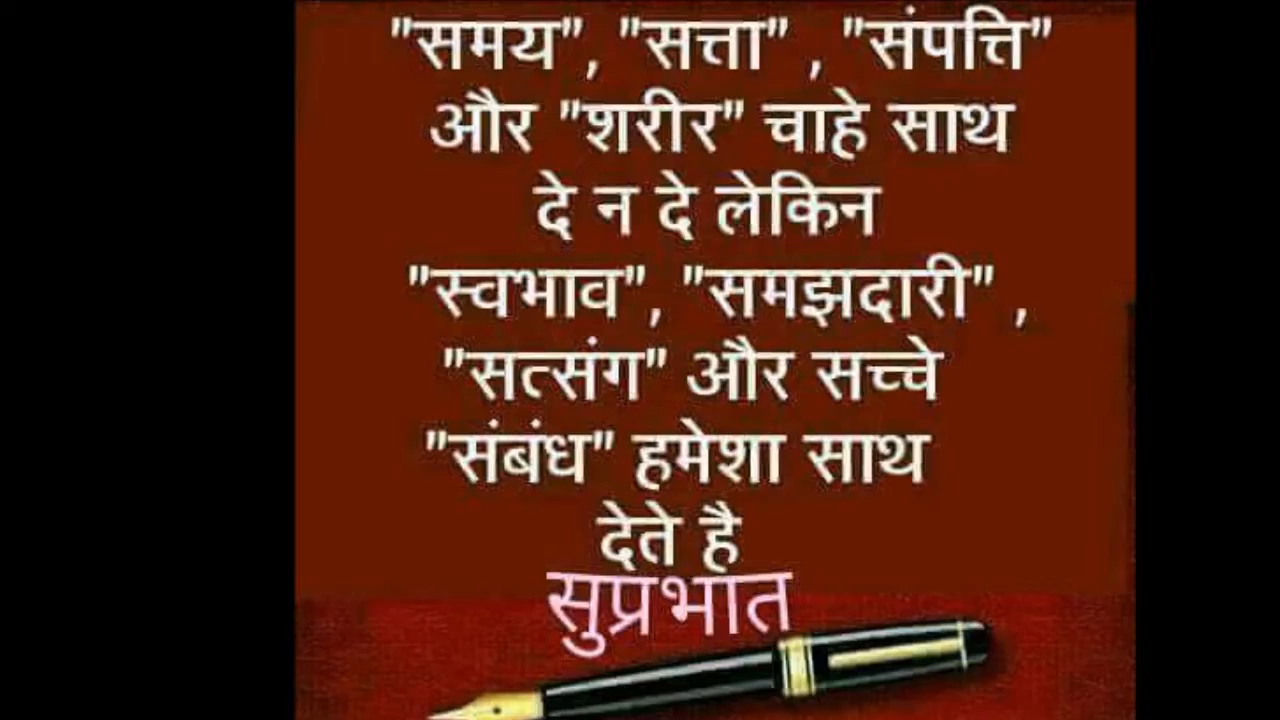 "समय", "सत्ता" , "संपत्ति"
और "शरीर" चाहे साथ
दे न दे लेकिन
"स्वभाव", "समझदारी" ,
"सत्संग" और सच्चे
"संबंध" हमेशा साथ
देते है
सुप्रभात